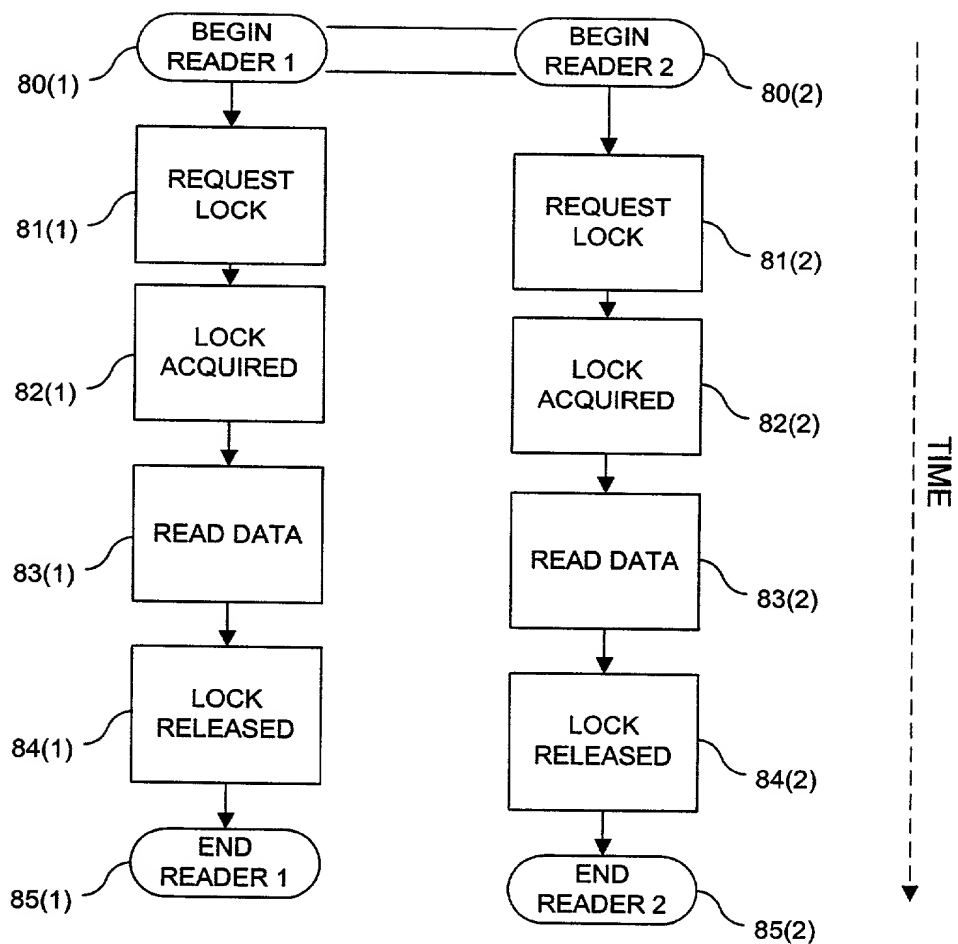 BEGIN
READER 1
80(1)
REQUEST
LOCK
81(1)
LOCK
ACQUIRED
82(1)
READ DATA
83(1)
LOCK
RELEASED
84(1)
END
READER 1
85(1)
BEGIN
READER 2
80(2)
REQUEST
LOCK
81(2)
LOCK
ACQUIRED
82(2)
READ DATA
83(2)
LOCK
RELEASED
84(2)
END
READER 2
85(2)
TIME